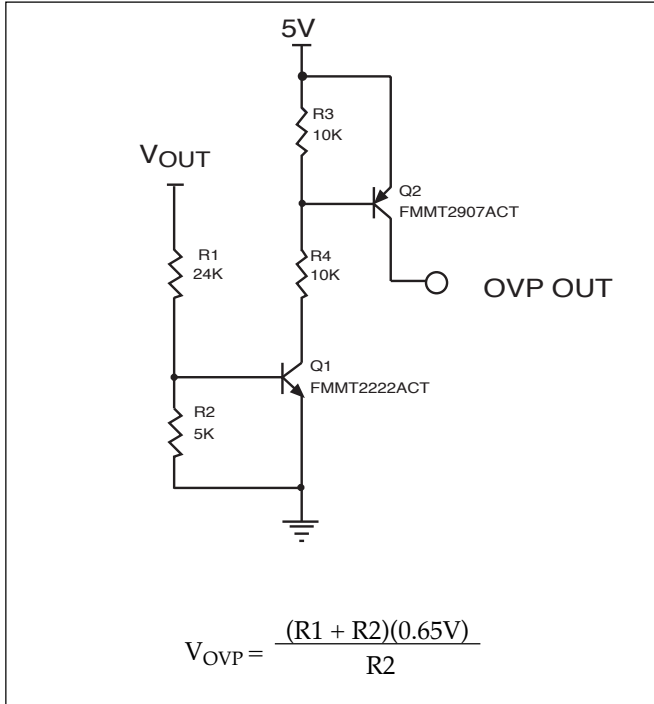 5V
R3
10K
VOUT
Q2
FMMT2907ACT
R1
24K
R4
10K
OVP OUT
Q1
FMMT2222ACT
R2
5K
VOVP = (R1 + R2)(0.65V)
R2